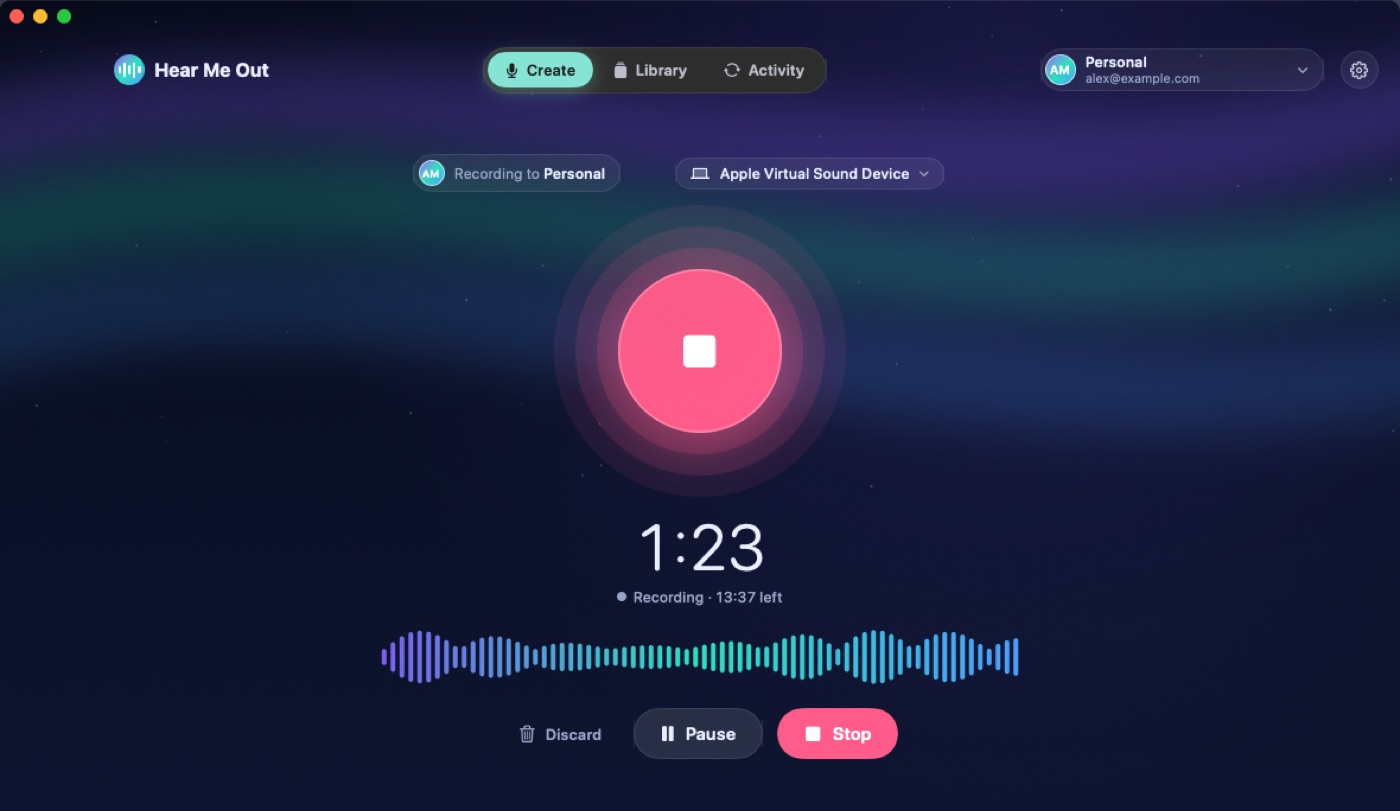 Hear Me Out
Create
Library
Activity
AM
Personal
alex@example.com
AM
Recording to Personal
Apple Virtual Sound Device
1:23
Recording · 13:37 left
Discard
Pause
Stop